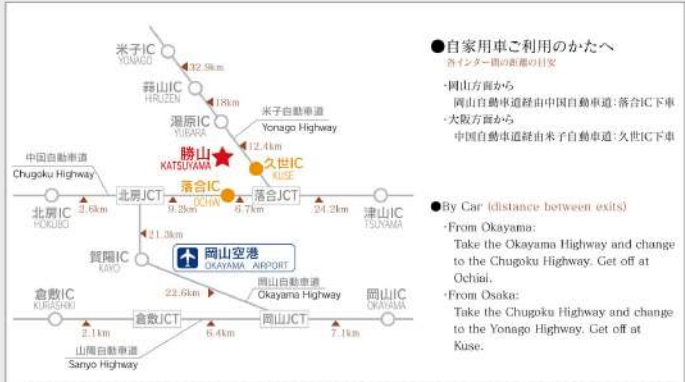 米子IC
YONAGO
32.9km
蒜山IC
HIRUZEN
18km
湯原IC
YUBARA
米子自動車道
Yonago Highway
12.4km
勝山
KATSUYAMA
久世IC
KUSE
中国自動車道
Chugoku Highway
北房JCT
落合IC
OCHIAI
落合JCT
北房IC
HOKUBO
2.6km
9.2km
6.7km
24.2km
津山IC
TSUYAMA
21.3km
賀陽IC
KAYO
岡山空港
OKAYAMA AIRPORT
22.6km
岡山自動車道
Okayama Highway
倉敷IC
KURASHIKI
倉敷JCT
岡山JCT
岡山IC
OKAYAMA
2.1km
6.4km
7.1km
山陽自動車道
Sanyo Highway
●自家用車ご利用のかたへ
各インター間の距離の目安
・岡山方面から
岡山自動車道経由中国自動車道:落合IC下車
・大阪方面から
中国自動車道経由米子自動車道:久世IC下車
●By Car (distance between exits)
・From Okayama:
Take the Okayama Highway and change
to the Chugoku Highway. Get off at
Ochiai.
・From Osaka:
Take the Chugoku Highway and change
to the Yonago Highway. Get off at
Kuse.